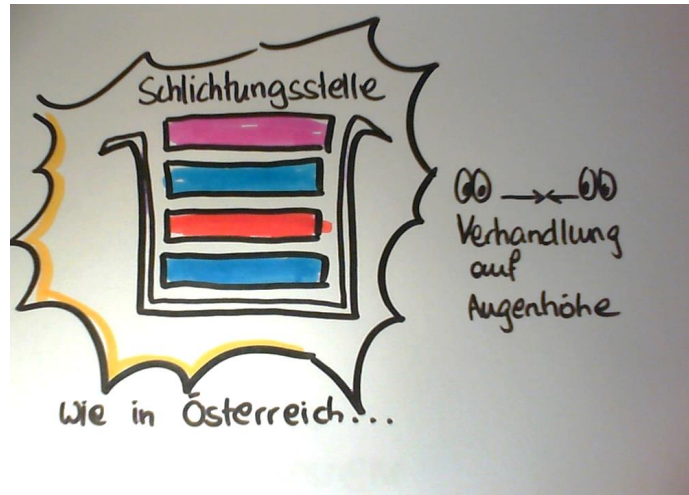 Schlichtungsstelle
Verhandlung
auf
Augenhöhe
Wie in Österreich...